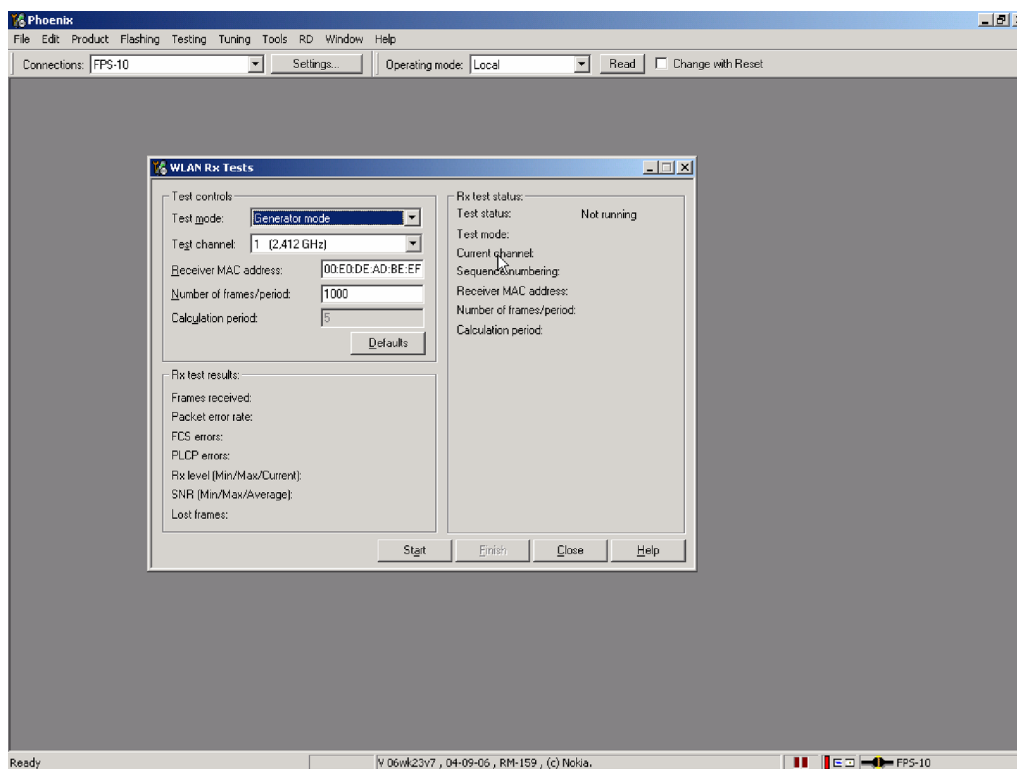 Phoenix
File Edit Product Flashing Testing Tuning Tools RD Window Help
Connections: FPS-10 Settings... Operating mode: Local Read Change with Reset
WLAN Rx Tests
Test controls
Test mode: Generator mode
Test channel: 1 (2,412 GHz)
Receiver MAC address: 00:E0:DE:AD:BE:EF
Number of frames/period: 1000
Calculation period: 5
Defaults
Rx test results:
Frames received:
Packet error rate:
FCS errors:
PLCP errors:
Rx level (Min/Max/Current):
SNR (Min/Max/Average):
Lost frames:
Rx test status:
Test status: Not running
Test mode:
Current channel:
Sequence numbering:
Receiver MAC address:
Number of frames/period:
Calculation period:
Start Finish Close Help
Ready V 06wk23v7 , 04-09-06 , RM-159 , (c) Nokia. FPS-10